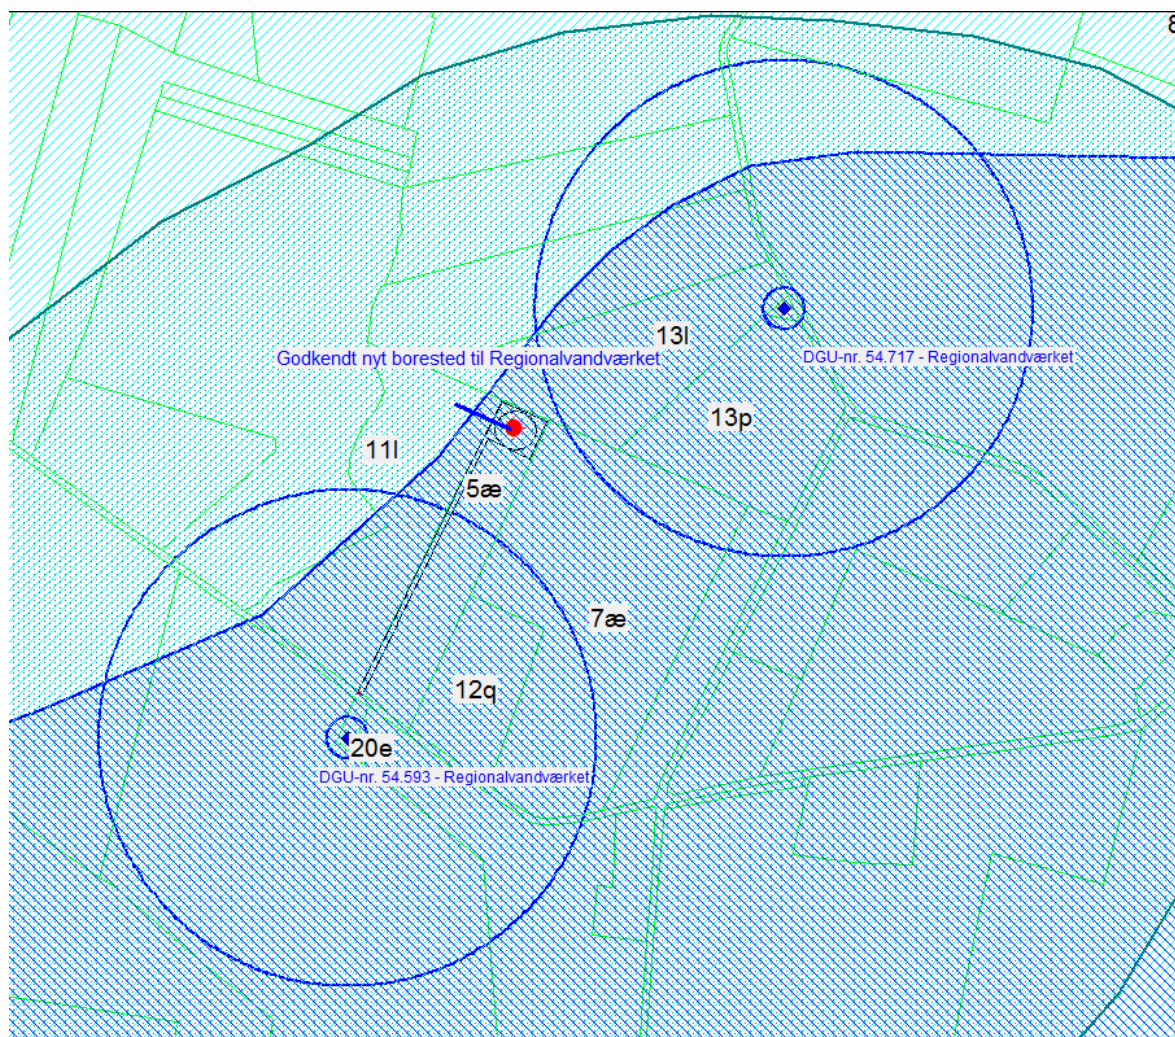 8
13l
Godkendt nyt borested til Regionalvandværket
DGU-nr. 54.717 - Regionalvandværket
13p
11l
5æ
7æ
12q
20e
DGU-nr. 54.593 - Regionalvandværket